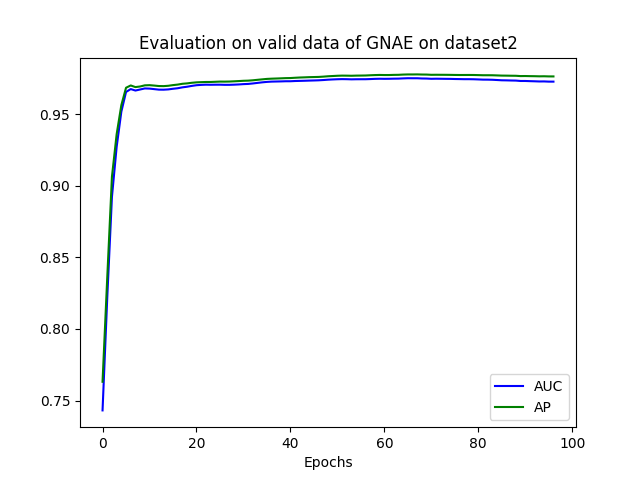 Evaluation on valid data of GNAE on dataset2
0.95
0.90
0.85
0.80
0.75
AUC
AP
0 20 40 60 80 100
Epochs